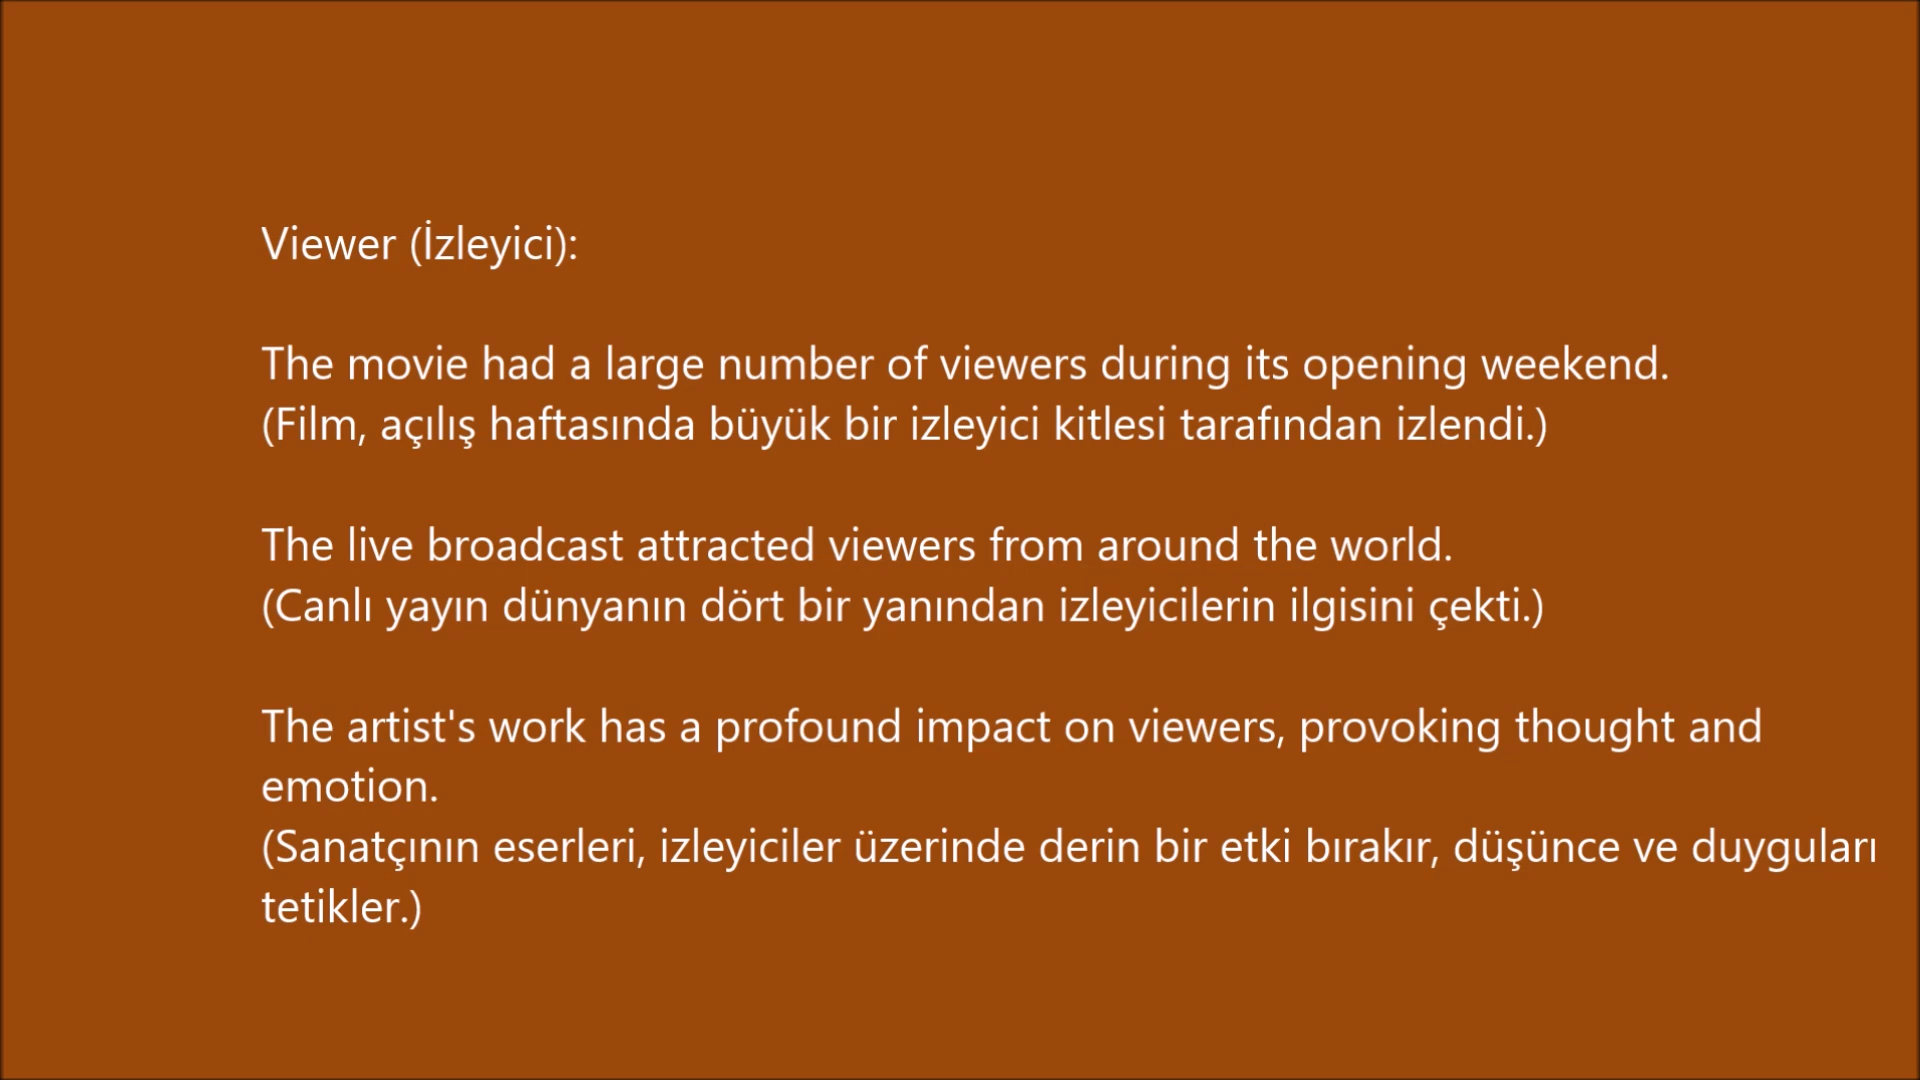 Viewer (İzleyici):
The movie had a large number of viewers during its opening weekend.
(Film, açılış haftasında büyük bir izleyici kitlesi tarafından izlendi.)
The live broadcast attracted viewers from around the world.
(Canlı yayın dünyanın dört bir yanından izleyicilerin ilgisini çekti.)
The artist's work has a profound impact on viewers, provoking thought and
emotion.
(Sanatçının eserleri, izleyiciler üzerinde derin bir etki bırakır, düşünce ve duyguları
tetikler.)